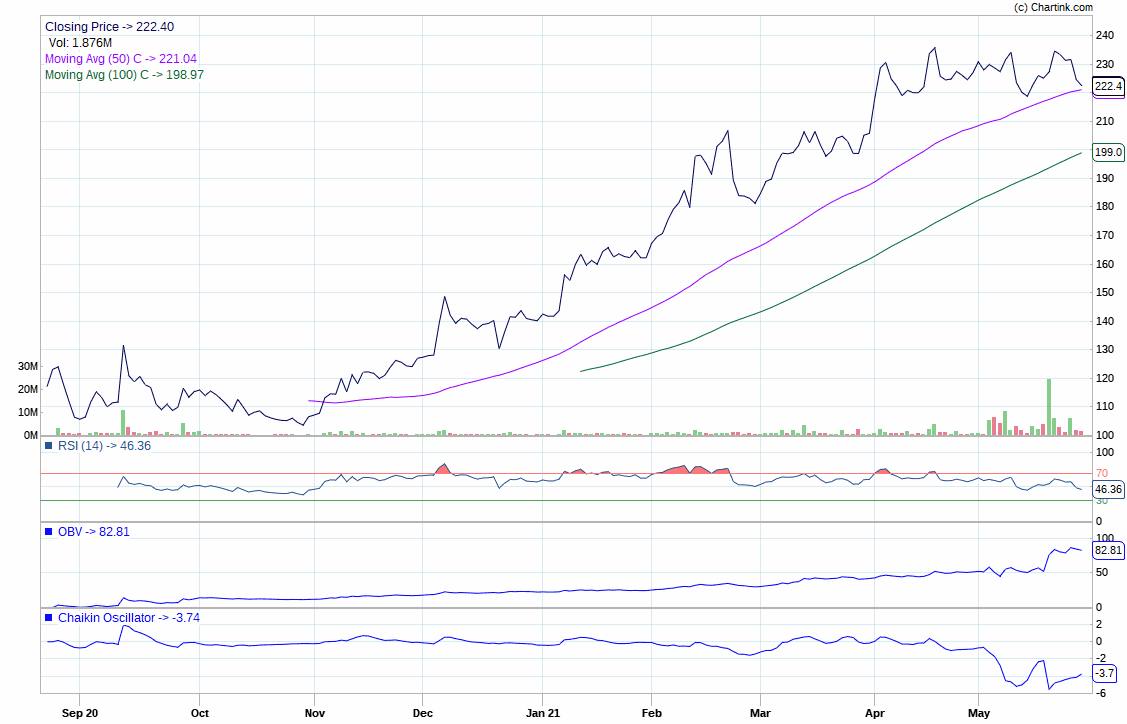 (c) Chartink.com
Closing Price -> 222.40
Vol: 1.876M
Moving Avg (50) C -> 221.04
Moving Avg (100) C -> 198.97
240
230
222.4
210
199.0
190
180
170
160
150
140
130
120
110
100
30M
20M
10M
0M
RSI (14) -> 46.36
100
70
46.36
30
0
OBV -> 82.81
100
82.81
50
0
Chaikin Oscillator -> -3.74
2
0
-2
-3.7
-6
Sep 20 Oct Nov Dec Jan 21 Feb Mar Apr May